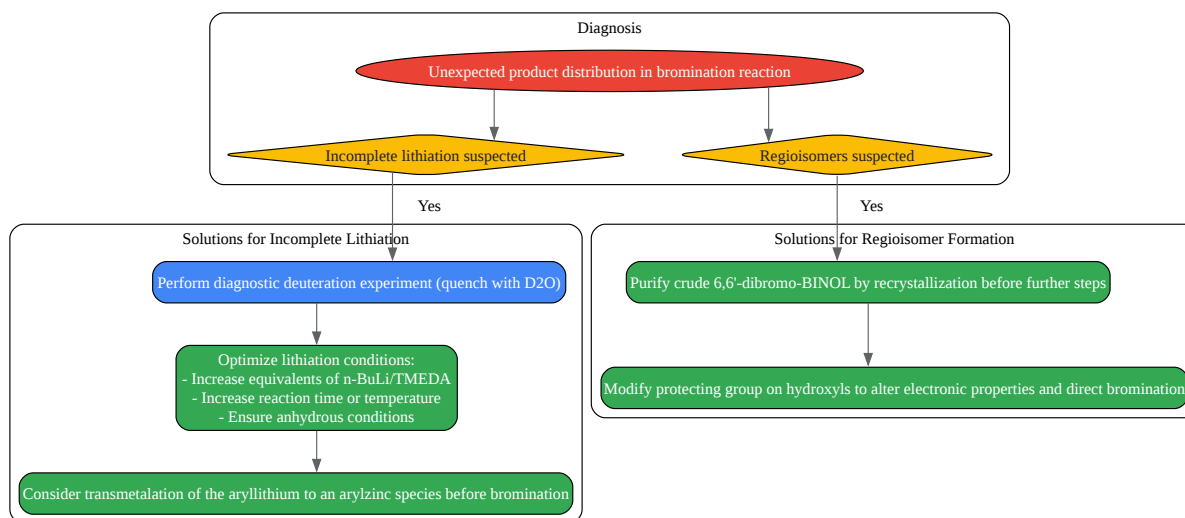 Diagnosis
Unexpected product distribution in bromination reaction
Incomplete lithiation suspected
Regioisomers suspected
Yes
Yes
Solutions for Incomplete Lithiation
Perform diagnostic deuteration experiment (quench with D2O)
Optimize lithiation conditions:
- Increase equivalents of n-BuLi/TMEDA
- Increase reaction time or temperature
- Ensure anhydrous conditions
Consider transmetalation of the aryllithium to an arylzinc species before bromination
Solutions for Regioisomer Formation
Purify crude 6,6'-dibromo-BINOL by recrystallization before further steps
Modify protecting group on hydroxyls to alter electronic properties and direct bromination